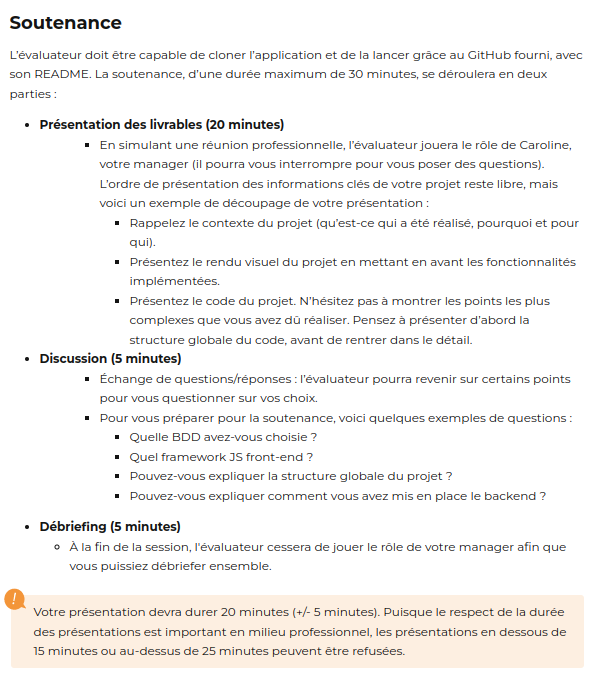 Soutenance
L’évaluateur doit être capable de cloner l’application et de la lancer grâce au GitHub fourni, avec
son README. La soutenance, d’une durée maximum de 30 minutes, se déroulera en deux
parties :
Présentation des livrables (20 minutes)
En simulant une réunion professionnelle, l’évaluateur jouera le rôle de Caroline,
votre manager (il pourra vous interrompre pour vous poser des questions).
L’ordre de présentation des informations clés de votre projet reste libre, mais
voici un exemple de découpage de votre présentation :
Rappelez le contexte du projet (qu’est-ce qui a été réalisé, pourquoi et pour
qui).
Présentez le rendu visuel du projet en mettant en avant les fonctionnalités
implémentées.
Présentez le code du projet. N’hésitez pas à montrer les points les plus
complexes que vous avez dû réaliser. Pensez à présenter d’abord la
structure globale du code, avant de rentrer dans le détail.
Discussion (5 minutes)
Échange de questions/réponses : l’évaluateur pourra revenir sur certains points
pour vous questionner sur vos choix.
Pour vous préparer pour la soutenance, voici quelques exemples de questions :
Quelle BDD avez-vous choisie ?
Quel framework JS front-end ?
Pouvez-vous expliquer la structure globale du projet ?
Pouvez-vous expliquer comment vous avez mis en place le backend ?
Débriefing (5 minutes)
À la fin de la session, l'évaluateur cessera de jouer le rôle de votre manager afin que
vous puissiez débriefer ensemble.
!
Votre présentation devra durer 20 minutes (+/- 5 minutes). Puisque le respect de la durée
des présentations est important en milieu professionnel, les présentations en dessous de
15 minutes ou au-dessus de 25 minutes peuvent être refusées.